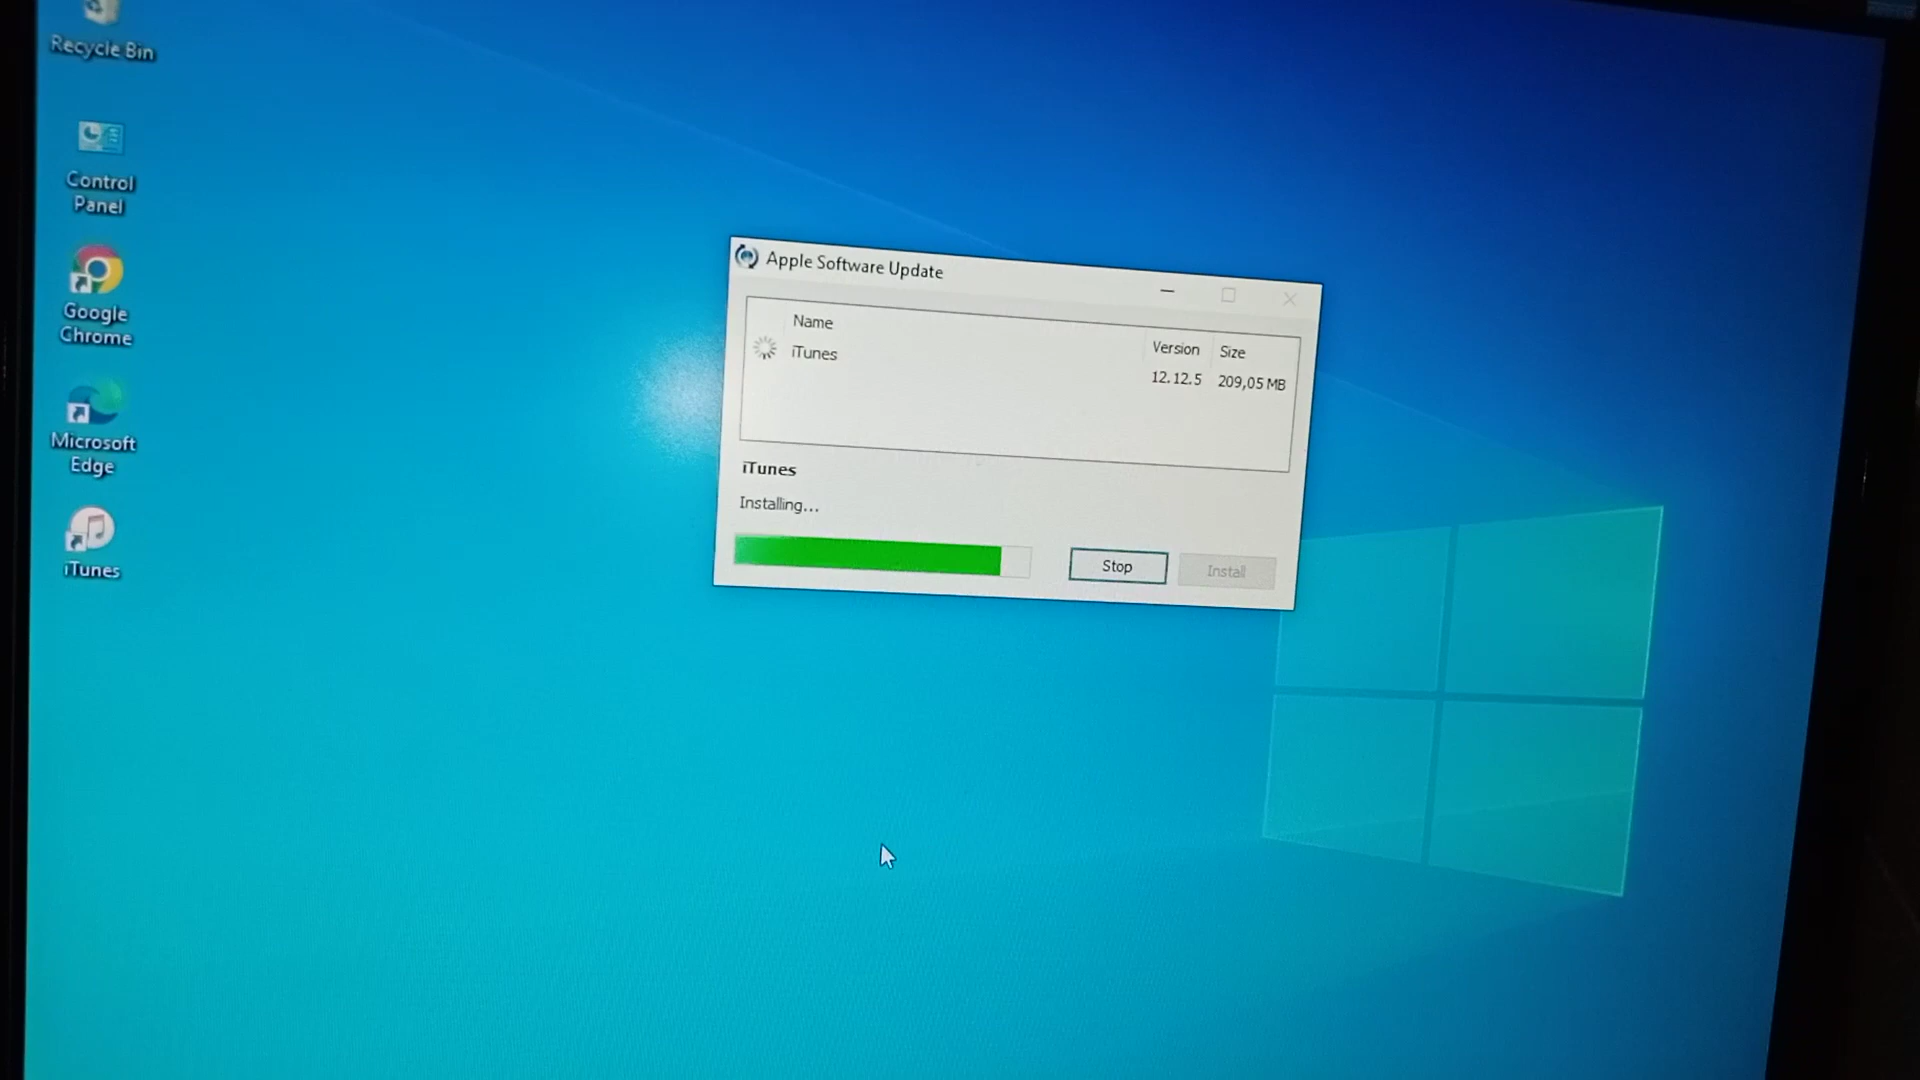 Recycle Bin
Control
Panel
Google
Chrome
Microsoft
Edge
iTunes
Apple Software Update
Name Version Size
iTunes 12.12.5 209,05 MB
iTunes
Installing...
Stop Install